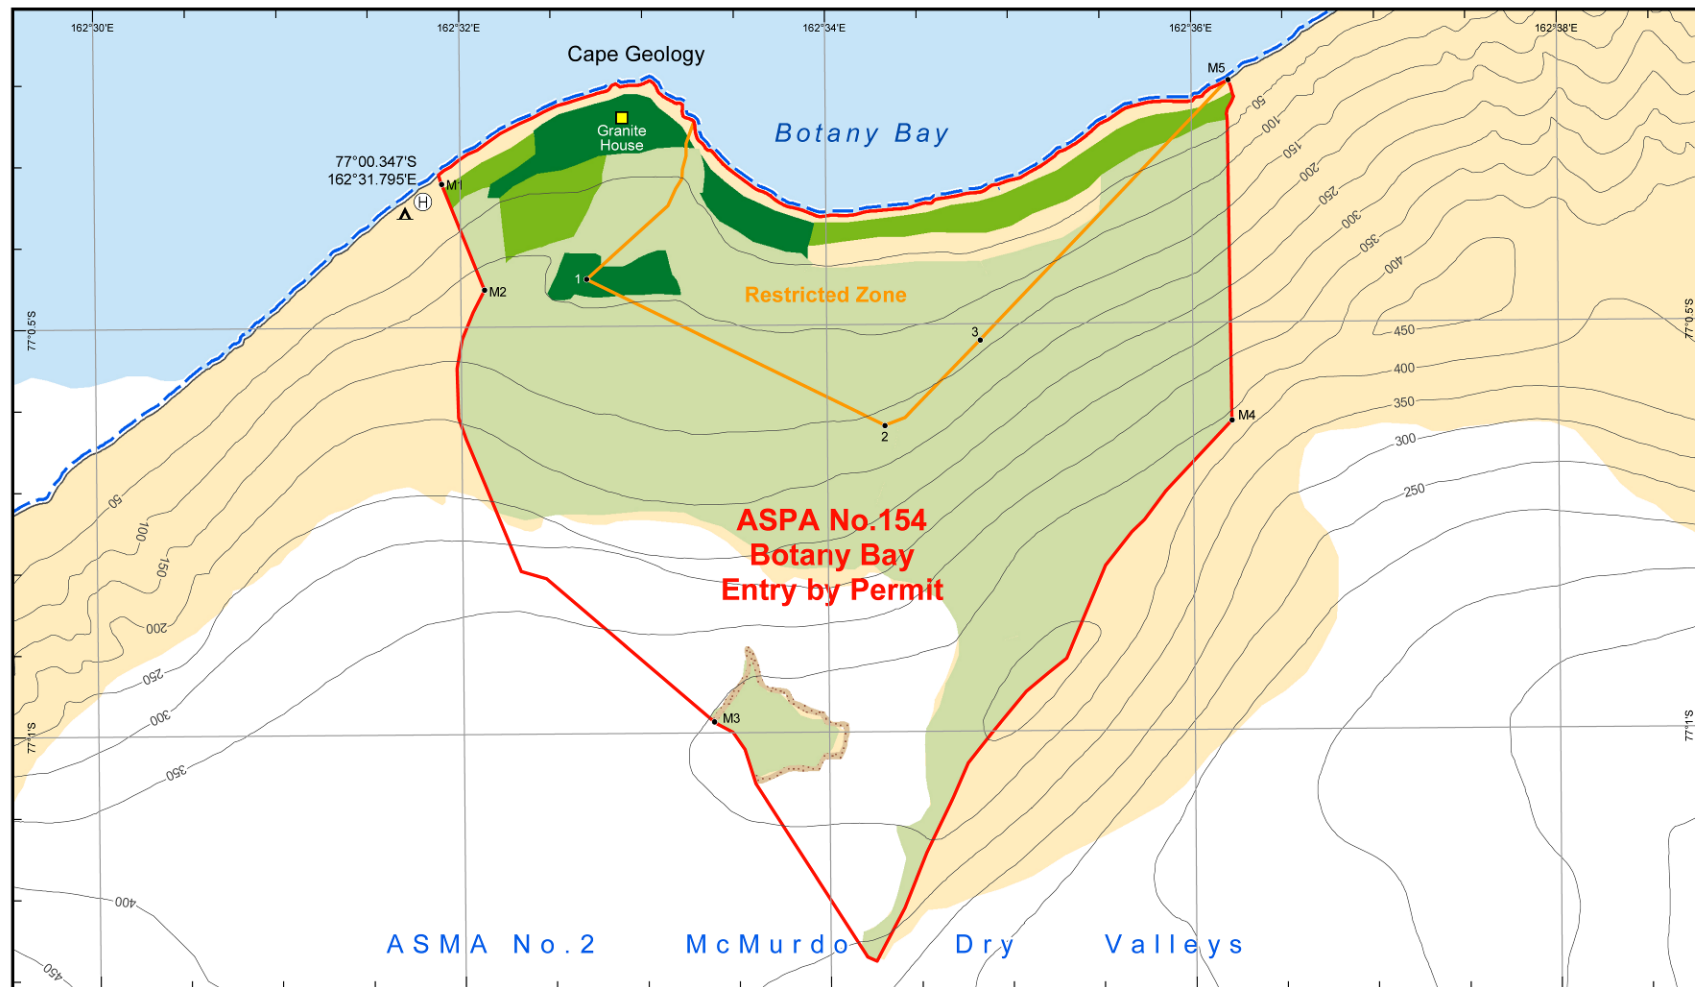 162°30'E
162°32'E
162°34'E
162°36'E
162°38'E
Cape Geology
M5
Granite
House
Botany Bay
77°00.347'S
162°31.795'E
M1
H
50
100
150
200
250
300
350
400
1
M2
Restricted Zone
3
77°0.5'S
77°0.5'S
450
400
350
300
250
M4
2
50
100
150
200
250
300
350
400
450
ASPA No.154
Botany Bay
Entry by Permit
M3
77°1'S
77°1'S
ASMA No.2 McMurdo Dry Valleys